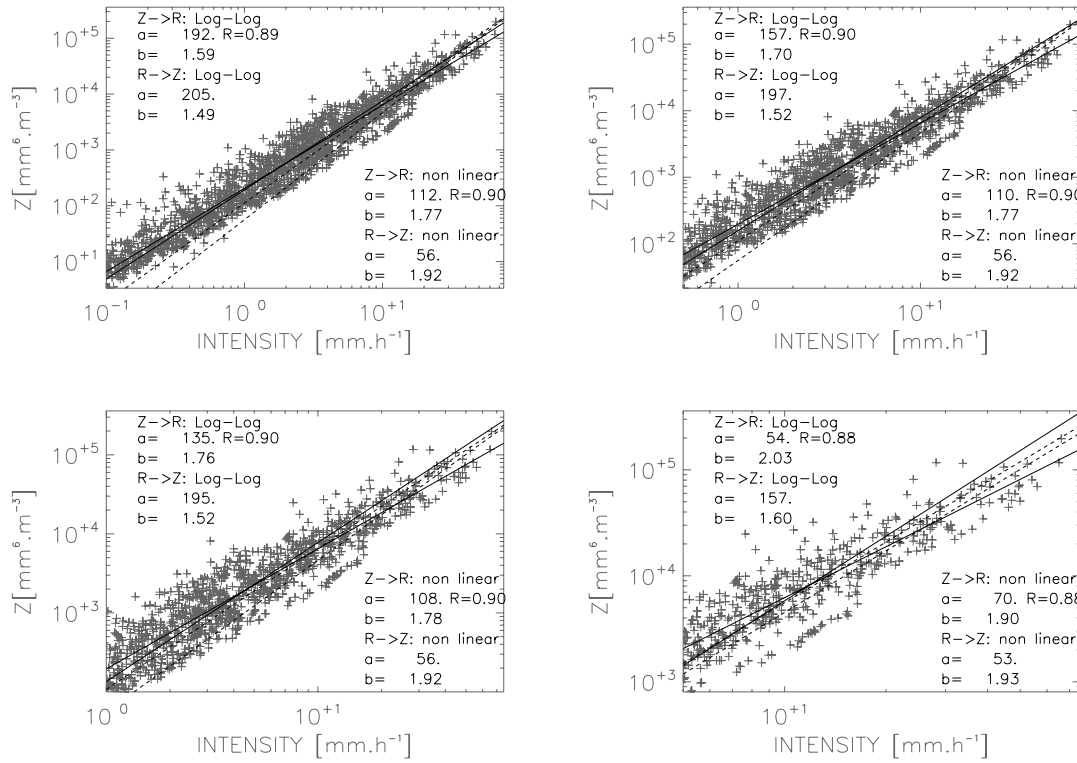 Z->R: Log-Log
a= 192. R=0.89
b= 1.59
R->Z: Log-Log
a= 205.
b= 1.49
Z->R: non linear
a= 112. R=0.90
b= 1.77
R->Z: non linear
a= 56.
b= 1.92
10+5
10+4
10+3
10+2
10+1
Z[mm6.m-3]
10-1 10 0 10+1
INTENSITY [mm.h-1]
Z->R: Log-Log
a= 157. R=0.90
b= 1.70
R->Z: Log-Log
a= 197.
b= 1.52
Z->R: non linear
a= 110. R=0.90
b= 1.77
R->Z: non linear
a= 56.
b= 1.92
10+5
10+4
10+3
10+2
Z[mm6.m-3]
10 0 10+1
INTENSITY [mm.h-1]
Z->R: Log-Log
a= 135. R=0.90
b= 1.76
R->Z: Log-Log
a= 195.
b= 1.52
Z->R: non linear
a= 108. R=0.90
b= 1.78
R->Z: non linear
a= 56.
b= 1.92
10+5
10+4
10+3
Z[mm6.m-3]
10 0 10+1
INTENSITY [mm.h-1]
Z->R: Log-Log
a= 54. R=0.88
b= 2.03
R->Z: Log-Log
a= 157.
b= 1.60
Z->R: non linear
a= 70. R=0.88
b= 1.90
R->Z: non linear
a= 53.
b= 1.93
10+5
10+4
10+3
Z[mm6.m-3]
10+1
INTENSITY [mm.h-1]